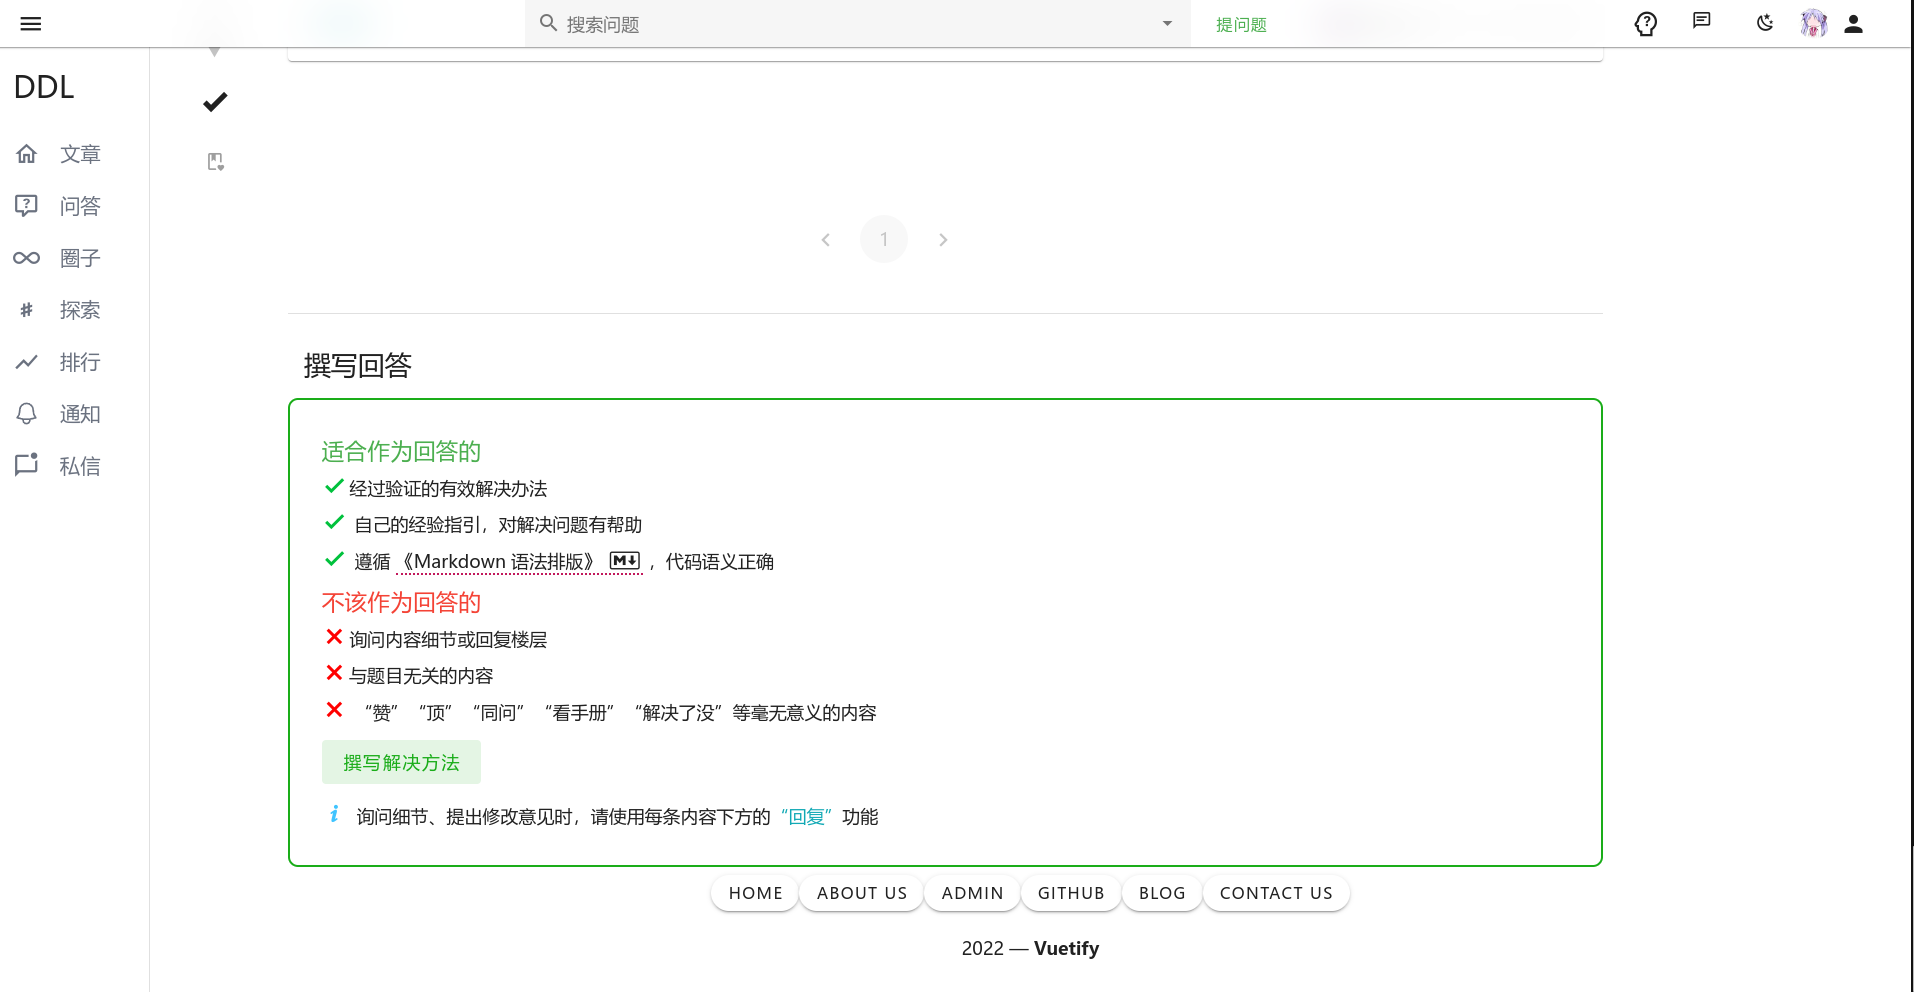 搜索问题
提问题
DDL
文章
问答
圈子
探索
排行
通知
私信
1
撰写回答
适合作为回答的
经过验证的有效解决办法
自己的经验指引，对解决问题有帮助
遵循 《Markdown 语法排版》 M ，代码语义正确
不该作为回答的
询问内容细节或回复楼层
与题目无关的内容
“赞” “顶” “同问” “看手册” “解决了没” 等毫无意义的内容
撰写解决方法
i 询问细节、提出修改意见时，请使用每条内容下方的 “回复” 功能
HOME ABOUT US ADMIN GITHUB BLOG CONTACT US
2022 — Vuetify